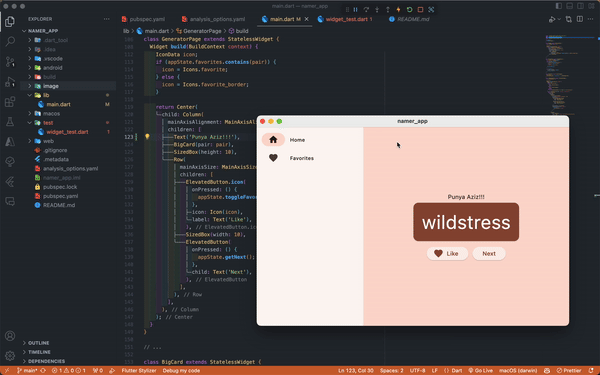 main.dart — namer_app
EXPLORER
NAMER_APP
.dart_tool
.idea
.vscode
android
build
image
lib
main.dart
macos
test
widget_test.dart 1
web
.gitignore
.metadata
analysis_options.yaml
namer_app.iml
pubspec.lock
pubspec.yaml
README.md
OUTLINE
TIMELINE
DEPENDENCIES
pubspec.yaml
analysis_options.yaml
main.dart 1
widget_test.dart 1
README.md
lib > main.dart > GeneratorPage > build
class GeneratorPage extends StatelessWidget {
Widget build(BuildContext context) {
IconData icon;
if (appState.favorites.contains(pair)) {
icon = Icons.favorite;
} else {
icon = Icons.favorite_border;
}
return Center(
child: Column(
mainAxisAlignment: MainAxisAl
children: [
Text('Punya Aziz!!!'),
BigCard(pair: pair),
SizedBox(height: 10),
Row(
mainAxisSize: MainAxisSize
children: [
ElevatedButton.icon(
onPressed: () {
appState.toggleFavo
},
icon: Icon(icon),
label: Text('Like'),
), // ElevatedButton.ic
SizedBox(width: 10),
ElevatedButton(
onPressed: () {
appState.getNext();
},
child: Text('Next'),
), // ElevatedButton
],
), // Row
],
), // Column
); // Center
}
}
// ...
class BigCard extends StatelessWidget {
namer_app
Home
Favorites
Punya Aziz!!!
wildstress
Like
Next
main*
Flutter Stylizer
Debug my code
Ln 123, Col 30
Spaces: 2
UTF-8
LF
Dart
Go Live
macOS (darwin)
Prettier